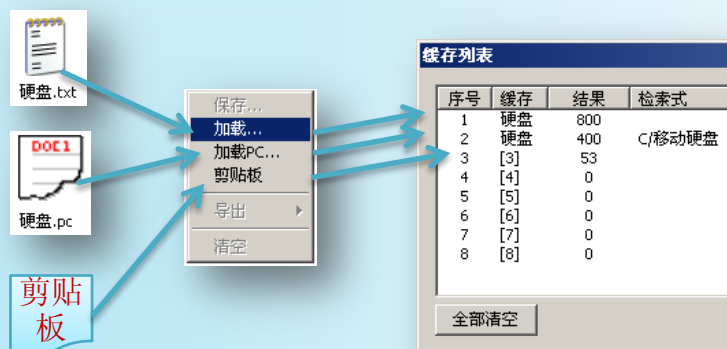 硬盘.txt
DOC1
硬盘.pc
剪贴
板
保存...
加载...
加载PC...
剪贴板
导出
清空
缓存列表
序号 缓存 结果 检索式
1 硬盘 800
2 硬盘 400 C/移动硬盘
3 [3] 53
4 [4] 0
5 [5] 0
6 [6] 0
7 [7] 0
8 [8] 0
全部清空